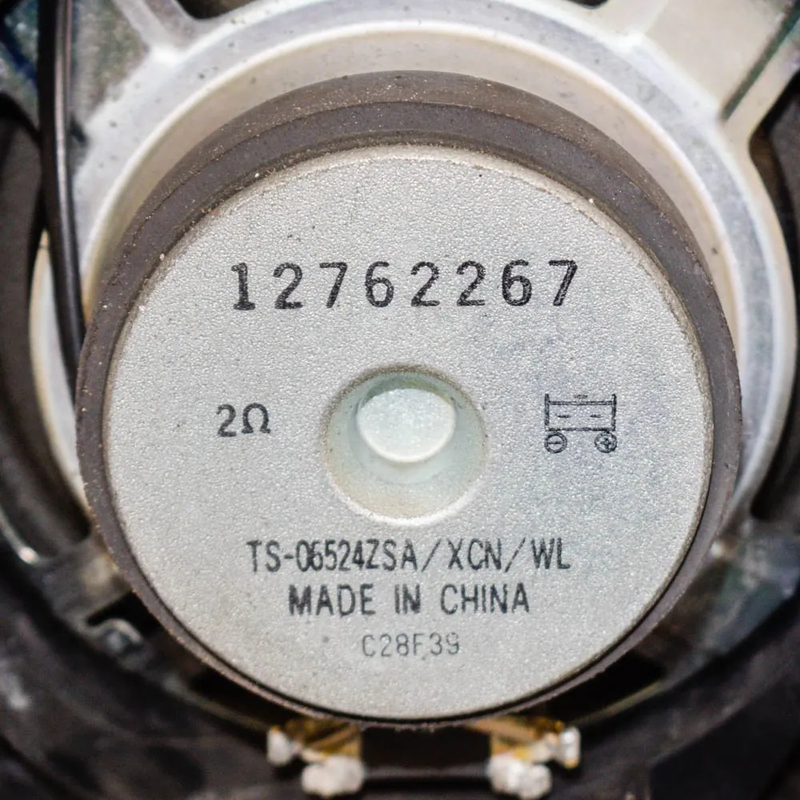 12762267
2Ω
TS-06524ZSA/XCN/WL
MADE IN CHINA
C28F39